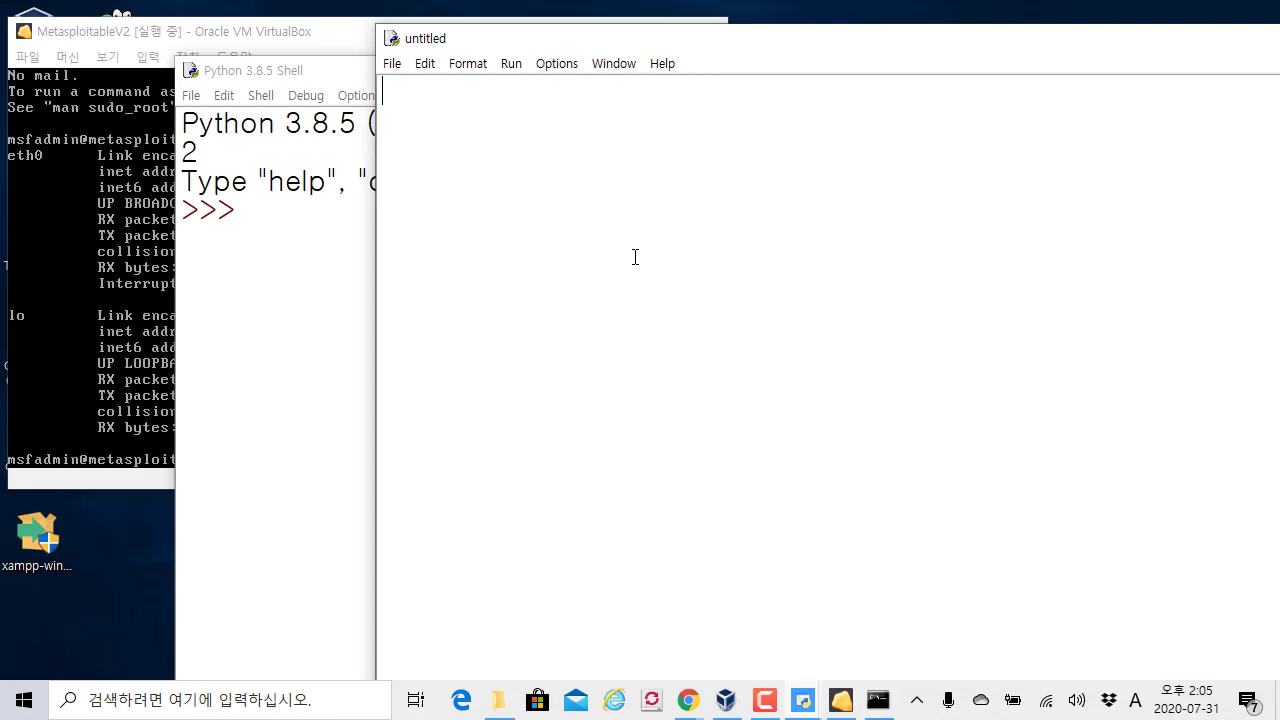 MetasploitableV2 [실행 중] - Oracle VM VirtualBox
파일 머신 보기 입력
No mail.
To run a command as
See "man sudo_root"
msfadmin@metasploit
eth0 Link enca
inet addr
inet6 add
UP BROADC
RX packet
TX packet
collision
RX bytes:
Interrupt
lo Link enca
inet addr
inet6 add
UP LOOPBA
RX packet
TX packet
collision
RX bytes:
msfadmin@metasploit
xampp-win...
Python 3.8.5 Shell
File Edit Shell Debug Option
Python 3.8.5 (
2
Type "help", "c
>>>
untitled
File Edit Format Run Options Window Help
검색하려면 여기에 입력하십시오.
A
오후 2:05
2020-07-31
7